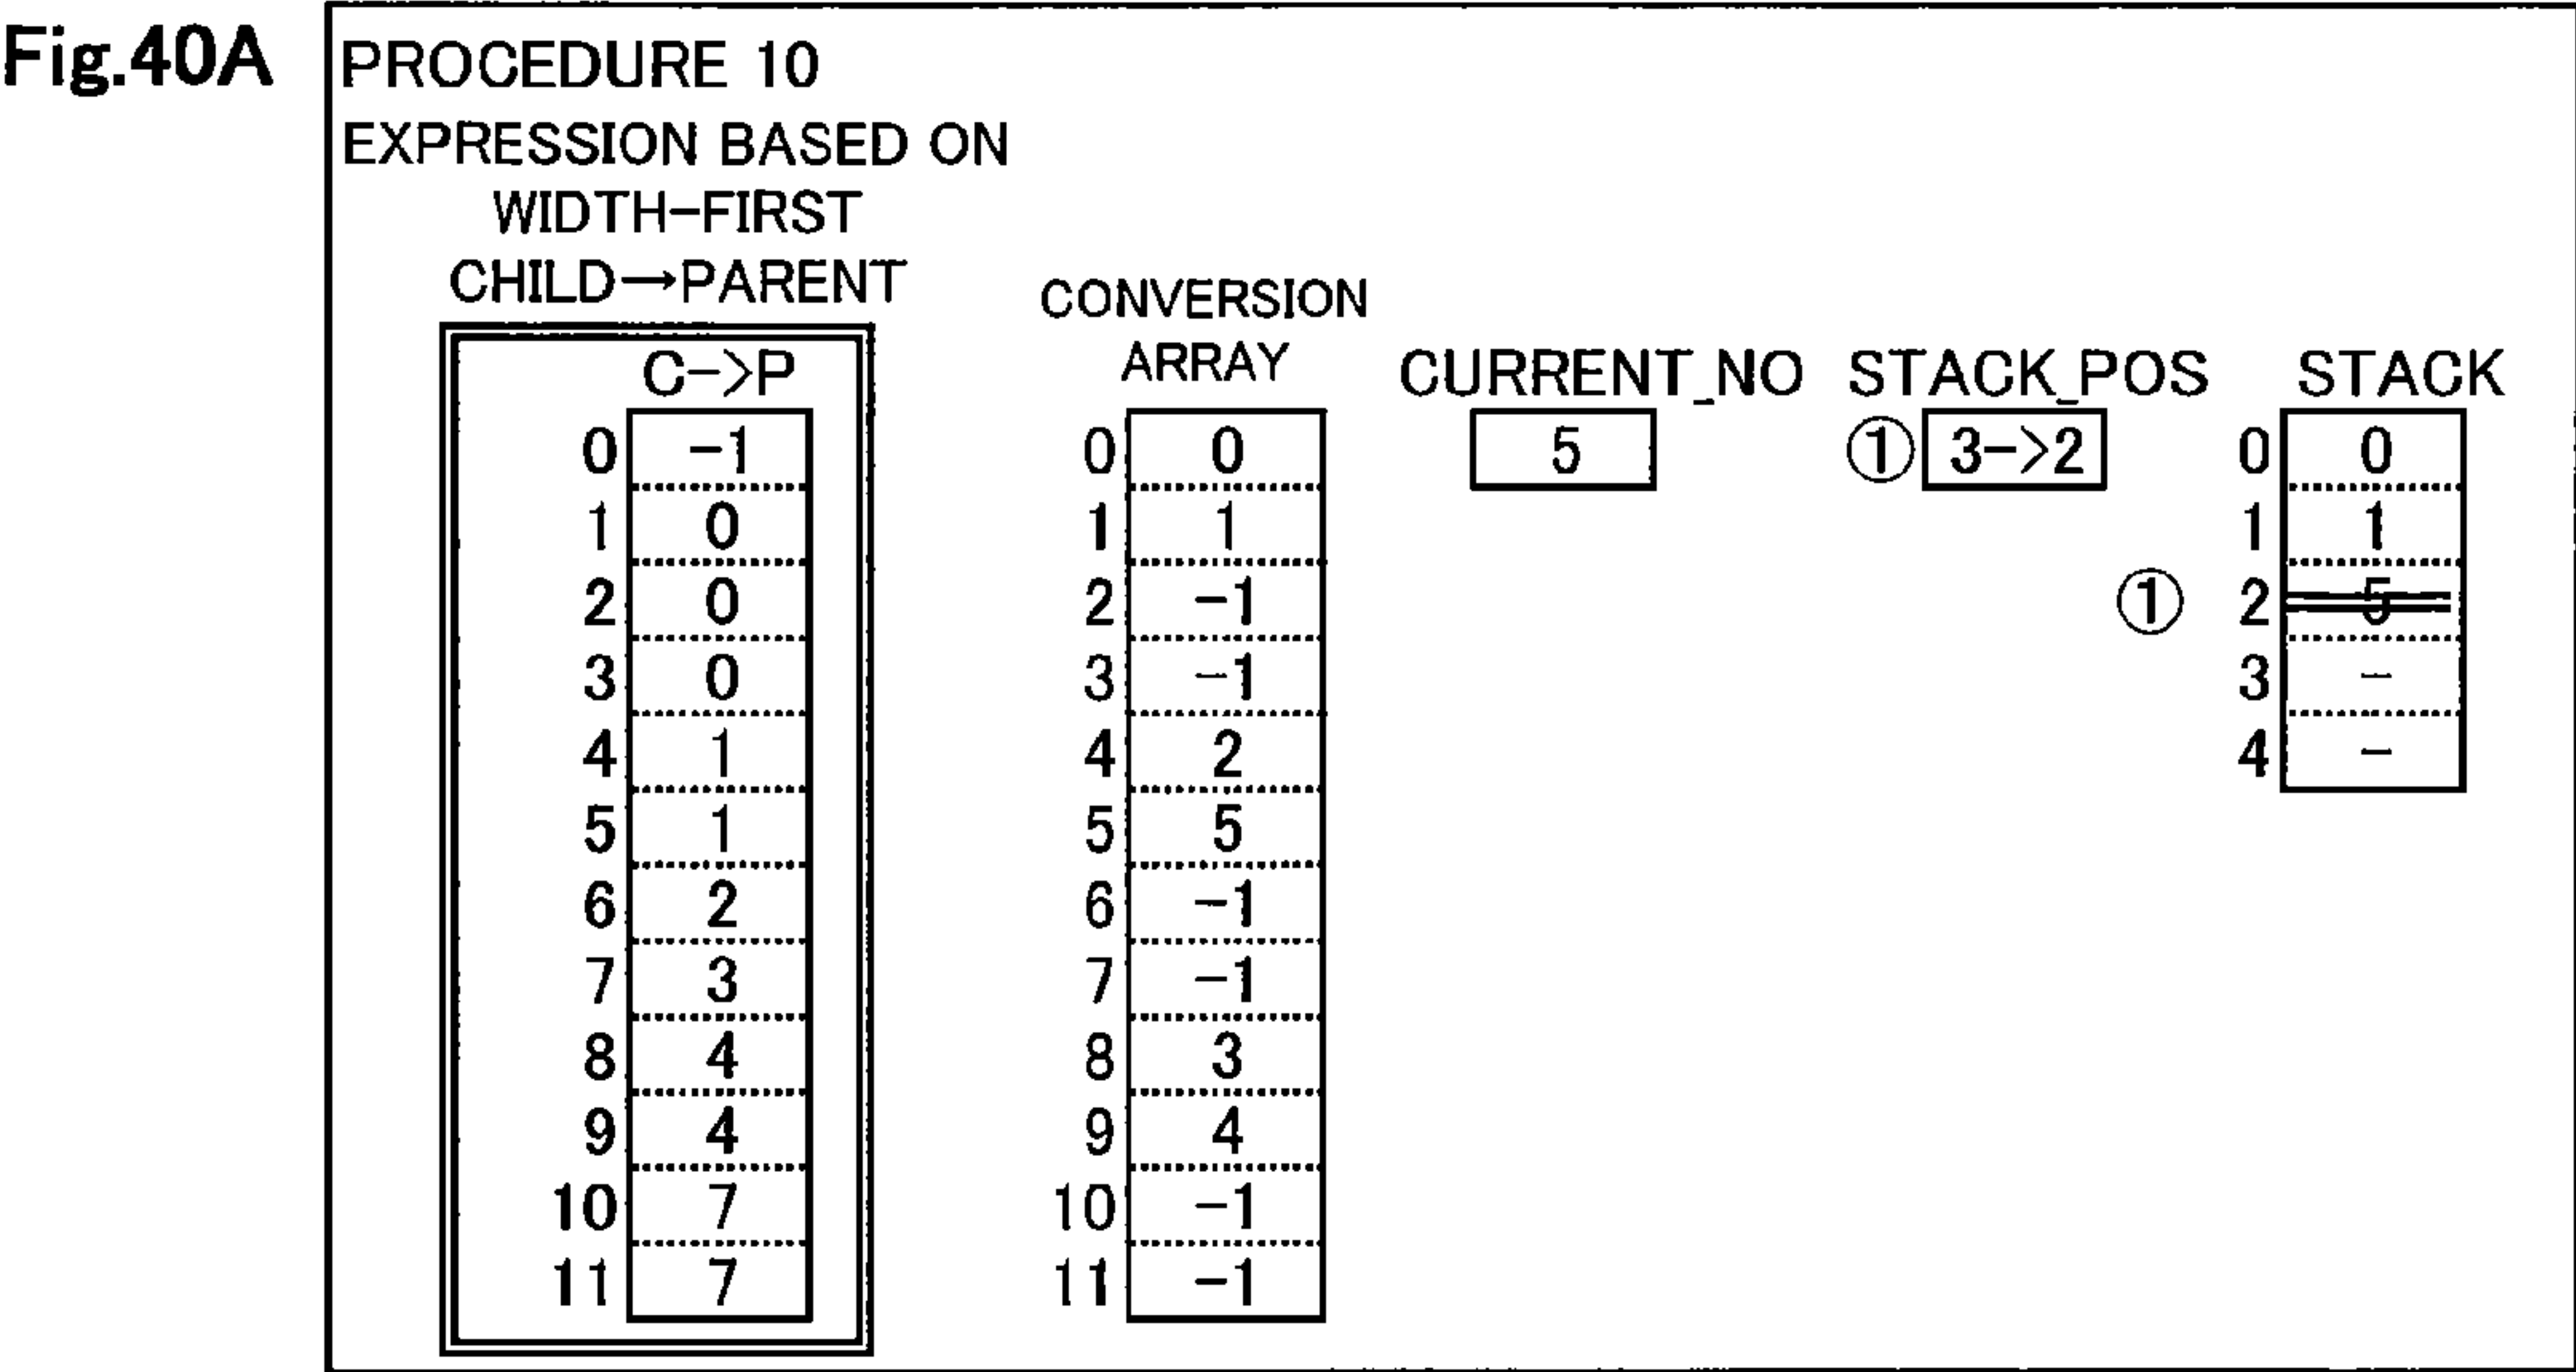 Fig.40A
PROCEDURE 10
EXPRESSION BASED ON
WIDTH-FIRST
CHILD→PARENT
CONVERSION
ARRAY
C->P
CURRENT_NO
STACK_POS
STACK
0 -1
1 0
2 0
3 0
4 1
5 1
6 2
7 3
8 4
9 4
10 7
11 7
0 0
1 1
2 -1
3 -1
4 2
5 5
6 -1
7 -1
8 3
9 4
10 -1
11 -1
5
① 3->2
0 0
1 1
① 2 5
3 -
4 -